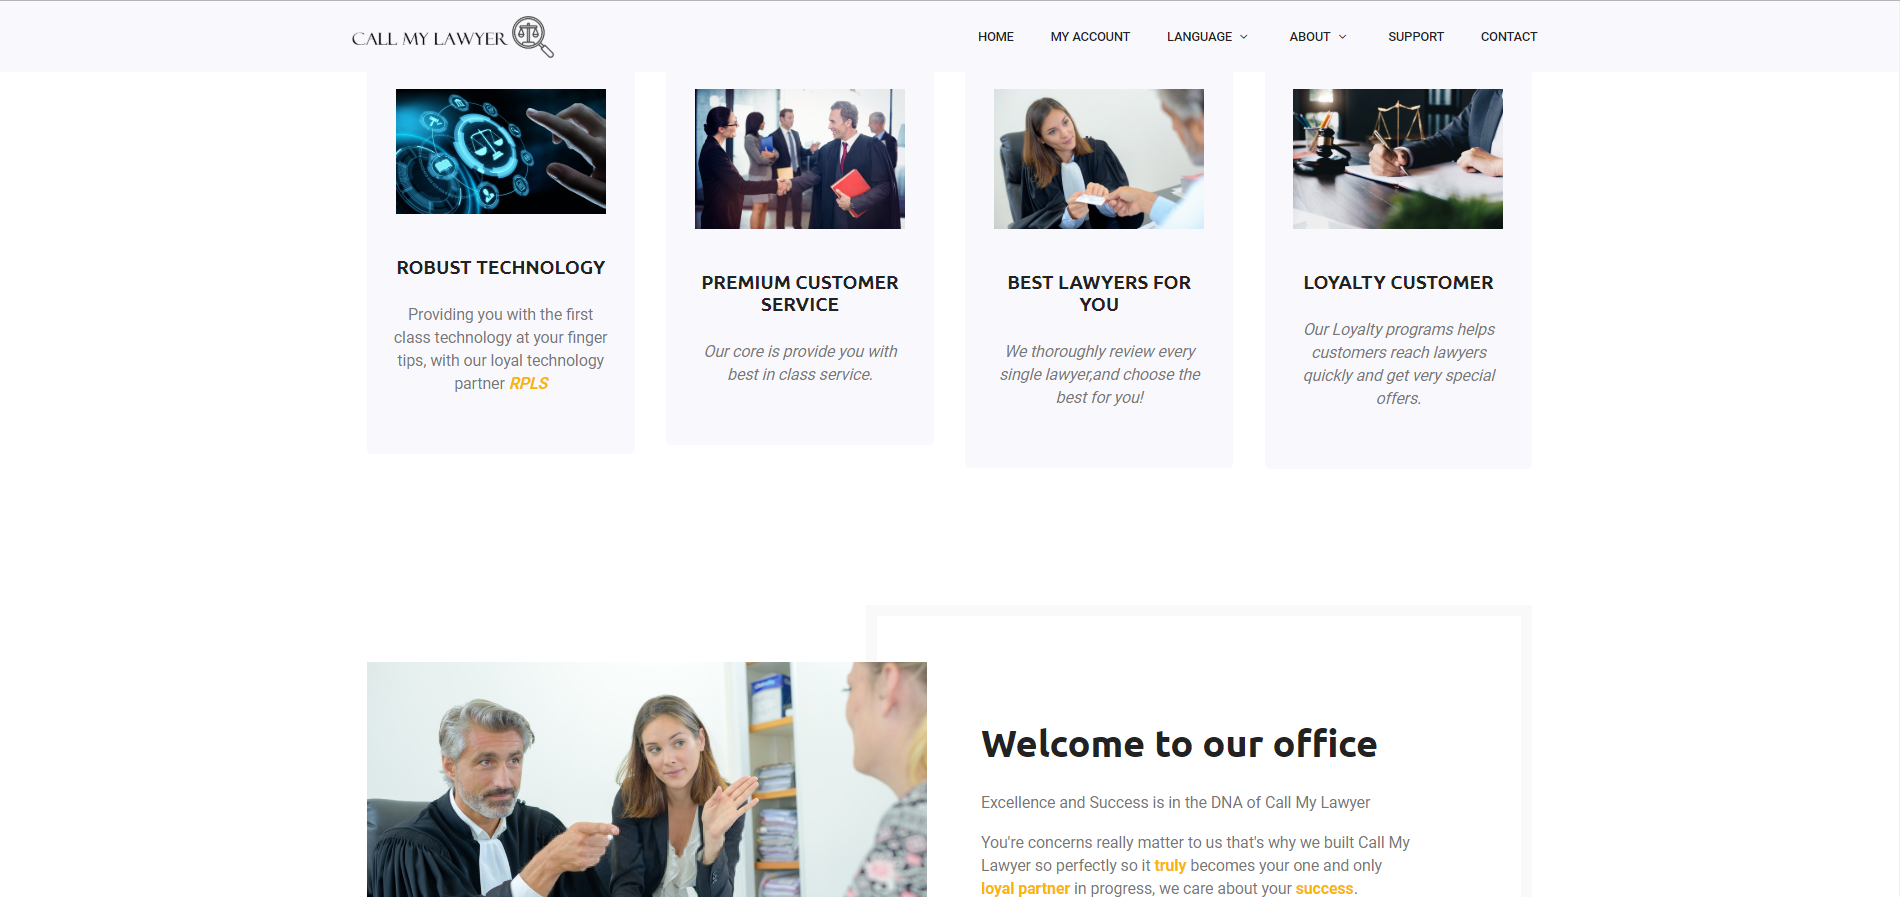 CALL MY LAWYER
HOME
MY ACCOUNT
LANGUAGE
ABOUT
SUPPORT
CONTACT
ROBUST TECHNOLOGY
Providing you with the first
class technology at your finger
tips, with our loyal technology
partner RPLS
PREMIUM CUSTOMER
SERVICE
Our core is provide you with
best in class service.
BEST LAWYERS FOR
YOU
We thoroughly review every
single lawyer,and choose the
best for you!
LOYALTY CUSTOMER
Our Loyalty programs helps
customers reach lawyers
quickly and get very special
offers.
Welcome to our office
Excellence and Success is in the DNA of Call My Lawyer
You're concerns really matter to us that's why we built Call My
Lawyer so perfectly so it truly becomes your one and only
loyal partner in progress, we care about your success.